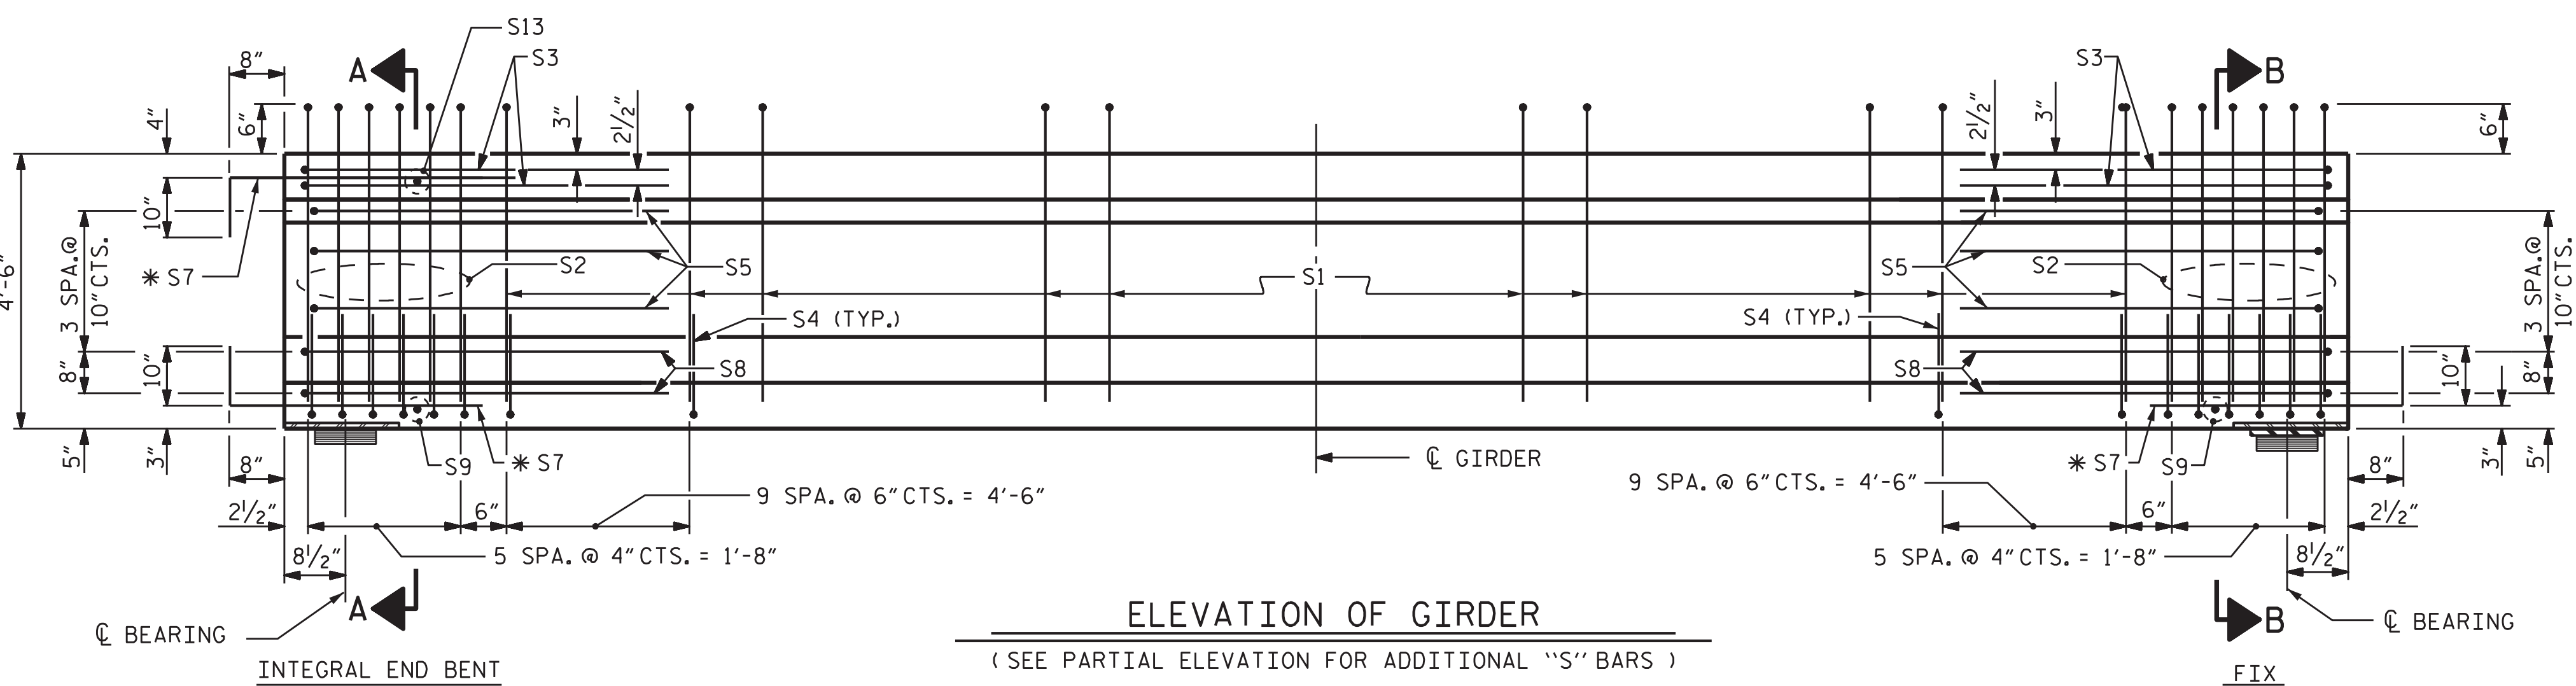 S13
S3
S3
A
B
8"
4"
6"
3"
2½"
2½"
3"
6"
10"
4'-6"
3 SPA.@
10"CTS.
✳ S7
S2
S5
S1
S5
S2
3 SPA.@
10"CTS.
S4 (TYP.)
S4 (TYP.)
8"
10"
S8
S8
10"
8"
5"
3"
8"
S9
✳ S7
℄ GIRDER
✳ S7
S9
8"
3"
5"
9 SPA. @ 6"CTS. = 4'-6"
9 SPA. @ 6"CTS. = 4'-6"
2½"
6"
6"
2½"
8½"
5 SPA. @ 4"CTS. = 1'-8"
5 SPA. @ 4"CTS. = 1'-8"
8½"
A
B
ELEVATION OF GIRDER
℄ BEARING
℄ BEARING
(SEE PARTIAL ELEVATION FOR ADDITIONAL "S" BARS )
INTEGRAL END BENT
FIX